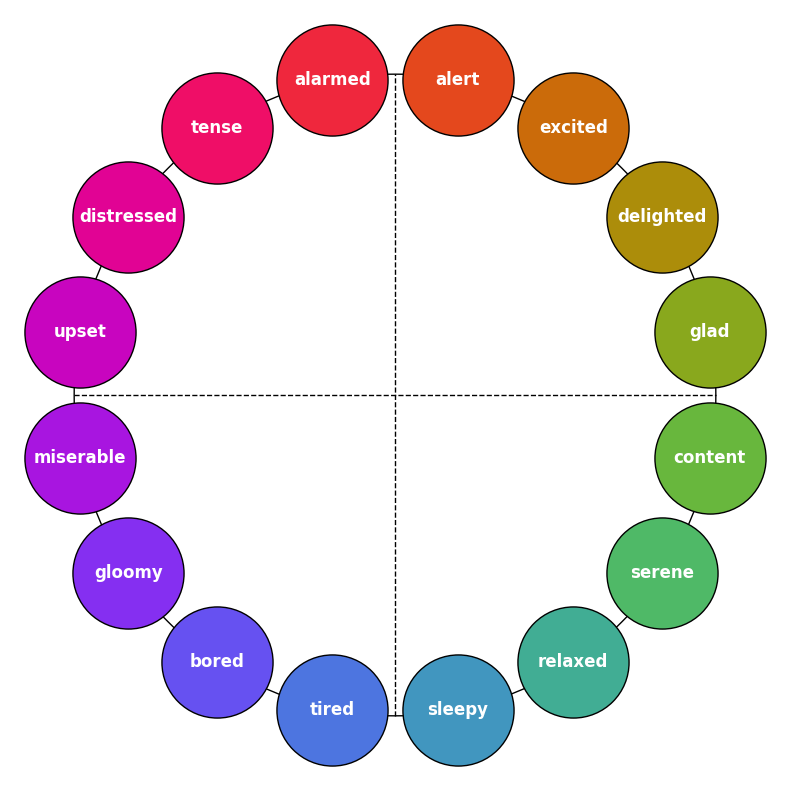 alarmed
alert
tense
excited
distressed
delighted
upset
glad
miserable
content
gloomy
serene
bored
relaxed
tired
sleepy